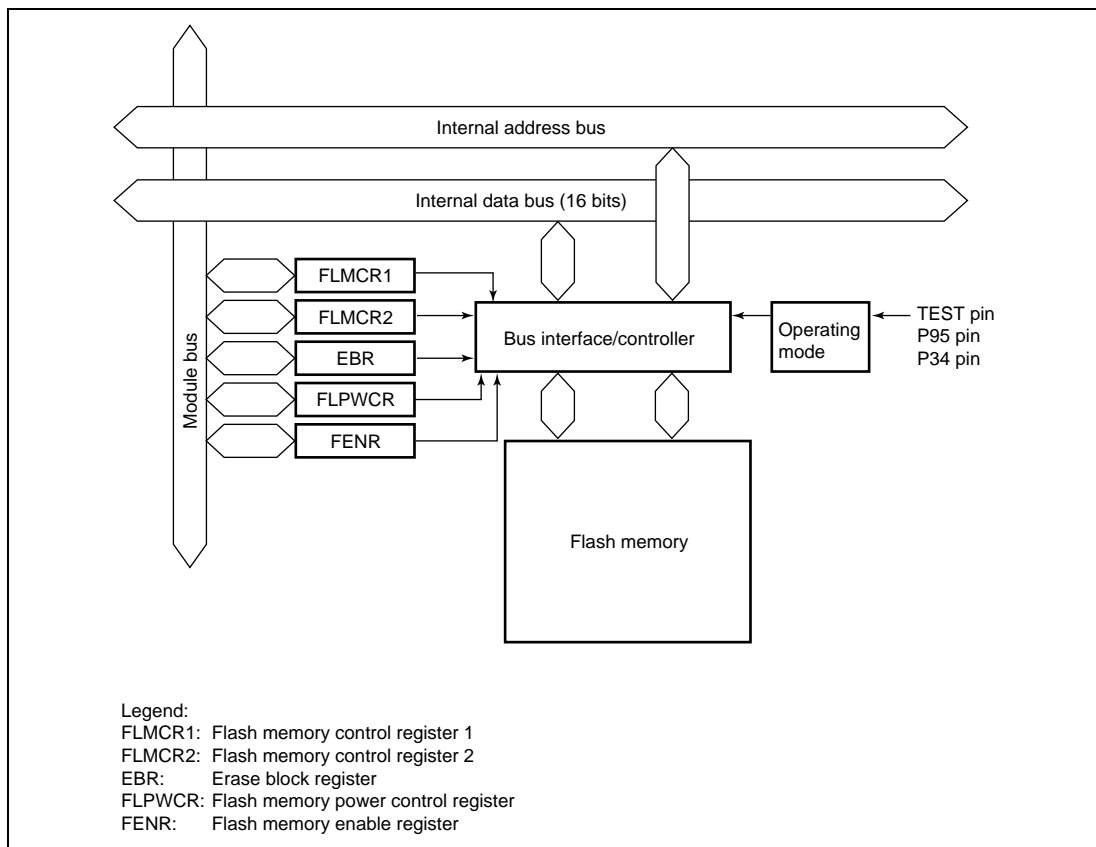 Internal address bus
Internal data bus (16 bits)
Module bus
FLMCR1
FLMCR2
EBR
FLPWCR
FENR
Bus interface/controller
Operating
mode
TEST pin
P95 pin
P34 pin
Flash memory
Legend:
FLMCR1: Flash memory control register 1
FLMCR2: Flash memory control register 2
EBR: Erase block register
FLPWCR: Flash memory power control register
FENR: Flash memory enable register